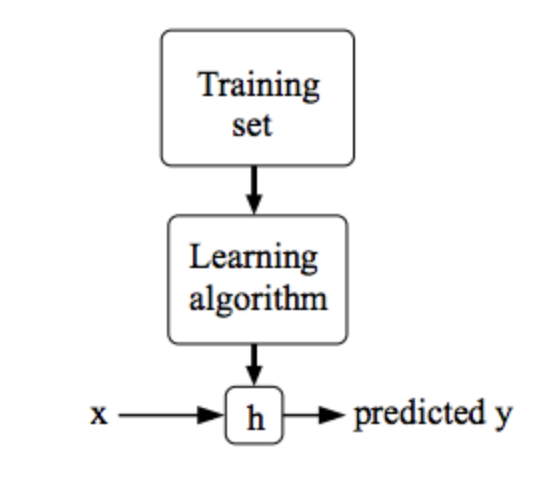 Training
set
Learning
algorithm
x
h
predicted y